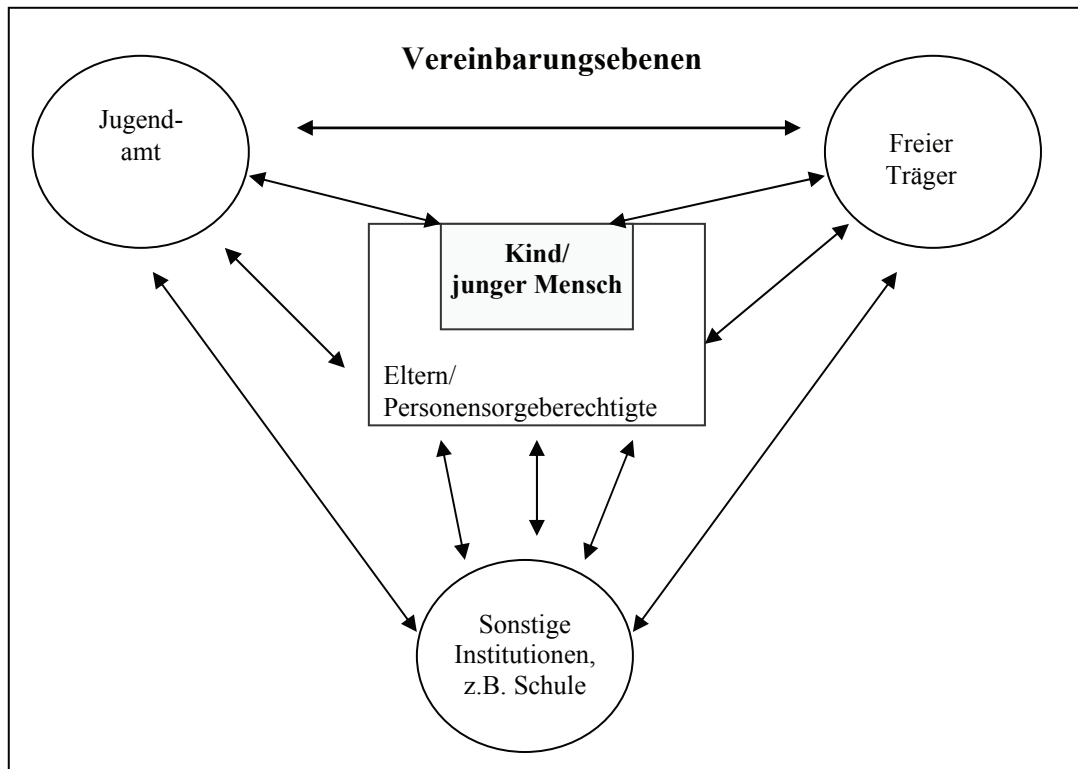 Vereinbarungsebenen
Jugend-
amt
Freier
Träger
Kind/
junger Mensch
Eltern/
Personensorgeberechtigte
Sonstige
Institutionen,
z.B. Schule